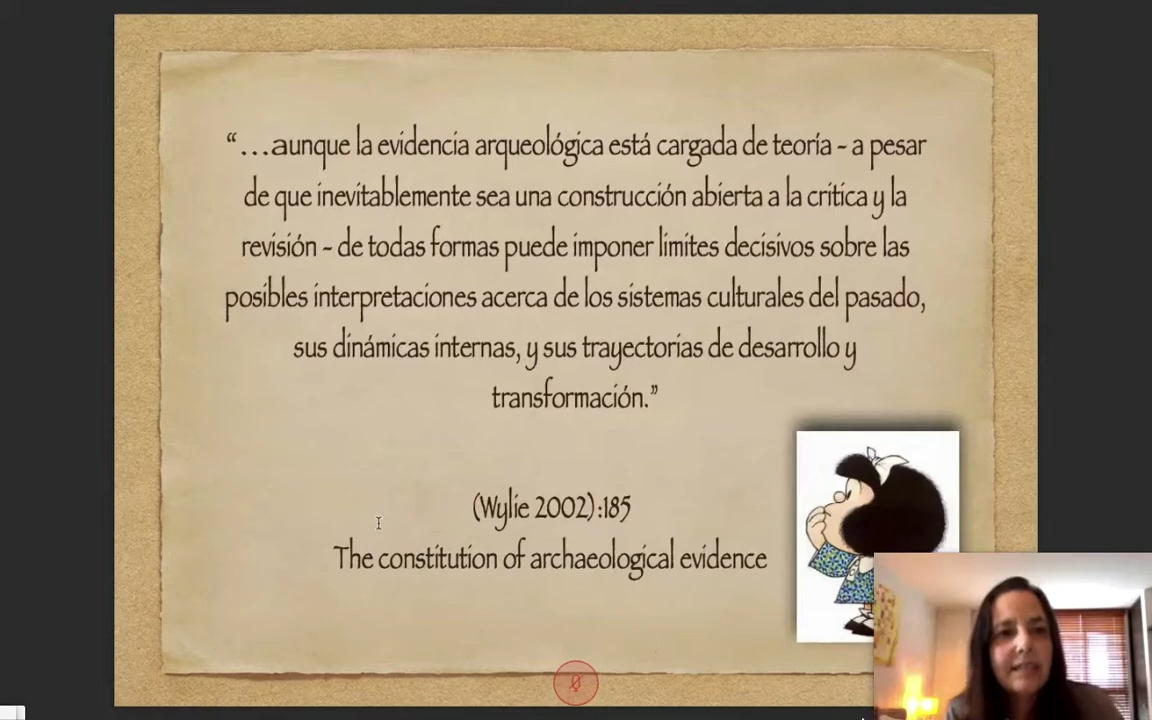 “…aunque la evidencia arqueológica está cargada de teoría - a pesar
de que inevitablemente sea una construcción abierta a la critica y la
revisión - de todas formas puede imponer limites decisivos sobre las
posibles interpretaciones acerca de los sistemas culturales del pasado,
sus dinámicas internas, y sus trayectorias de desarrollo y
transformación.”
(Wylie 2002):185
The constitution of archaeological evidence